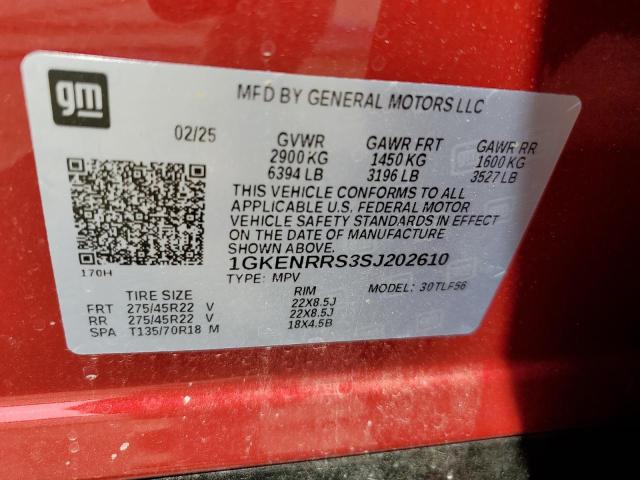 gm
MFD BY GENERAL MOTORS LLC
02/25 GVWR GAWR FRT GAWR RR
2900 KG 1450 KG 1600 KG
6394 LB 3196 LB 3527 LB
THIS VEHICLE CONFORMS TO ALL
APPLICABLE U.S. FEDERAL MOTOR
VEHICLE SAFETY STANDARDS IN EFFECT
ON THE DATE OF MANUFACTURE
SHOWN ABOVE.
170H 1GKENRRS3SJ202610
TYPE: MPV MODEL: 30TLF56
TIRE SIZE RIM
FRT 275/45R22 V 22X8.5J
RR 275/45R22 V 22X8.5J
SPA T135/70R18 M 18X4.5B